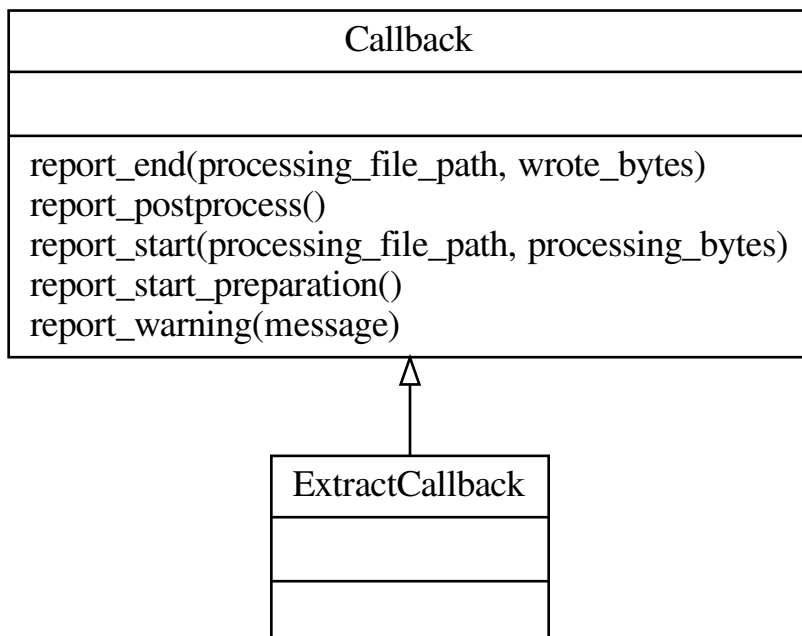 Callback
report_end(processing_file_path, wrote_bytes)
report_postprocess()
report_start(processing_file_path, processing_bytes)
report_start_preparation()
report_warning(message)
ExtractCallback